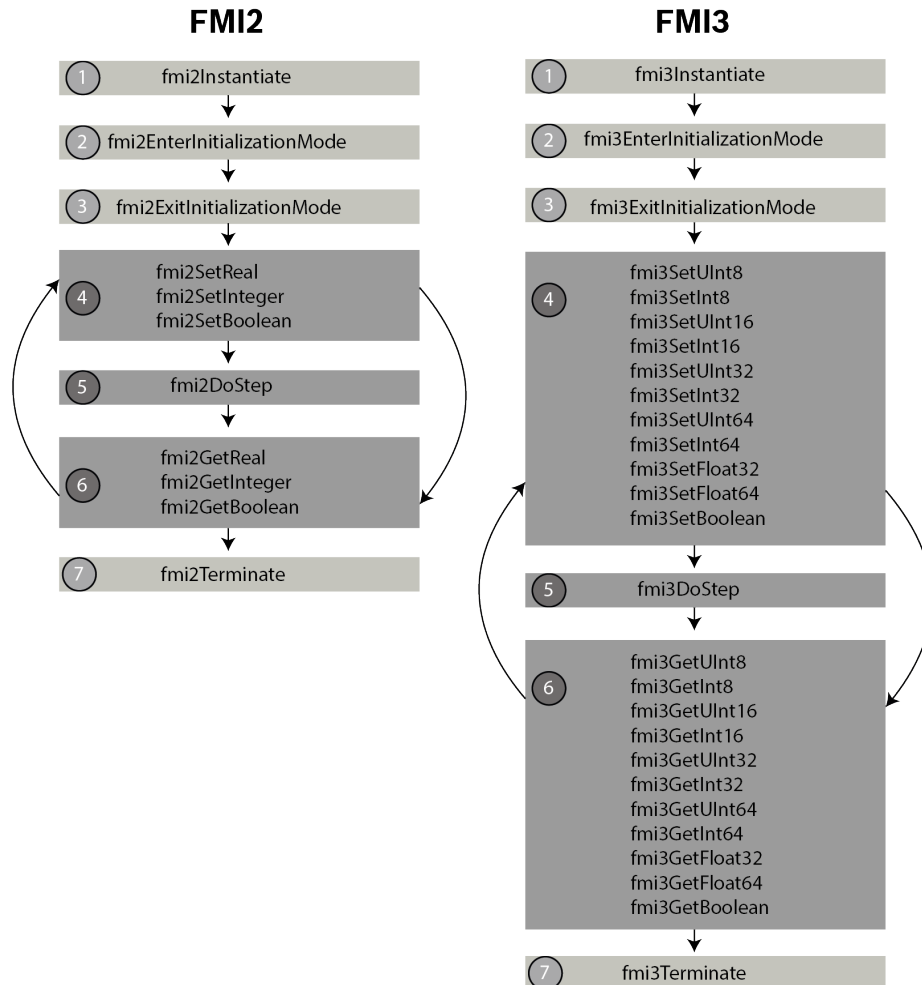 FMI2
1
fmi2Instantiate
2
fmi2EnterInitializationMode
3
fmi2ExitInitializationMode
4
fmi2SetReal
fmi2SetInteger
fmi2SetBoolean
5
fmi2DoStep
6
fmi2GetReal
fmi2GetInteger
fmi2GetBoolean
7
fmi2Terminate
FMI3
1
fmi3Instantiate
2
fmi3EnterInitializationMode
3
fmi3ExitInitializationMode
4
fmi3SetUInt8
fmi3SetInt8
fmi3SetUInt16
fmi3SetInt16
fmi3SetUInt32
fmi3SetInt32
fmi3SetUInt64
fmi3SetInt64
fmi3SetFloat32
fmi3SetFloat64
fmi3SetBoolean
5
fmi3DoStep
6
fmi3GetUInt8
fmi3GetInt8
fmi3GetUInt16
fmi3GetInt16
fmi3GetUInt32
fmi3GetInt32
fmi3GetUInt64
fmi3GetInt64
fmi3GetFloat32
fmi3GetFloat64
fmi3GetBoolean
7
fmi3Terminate